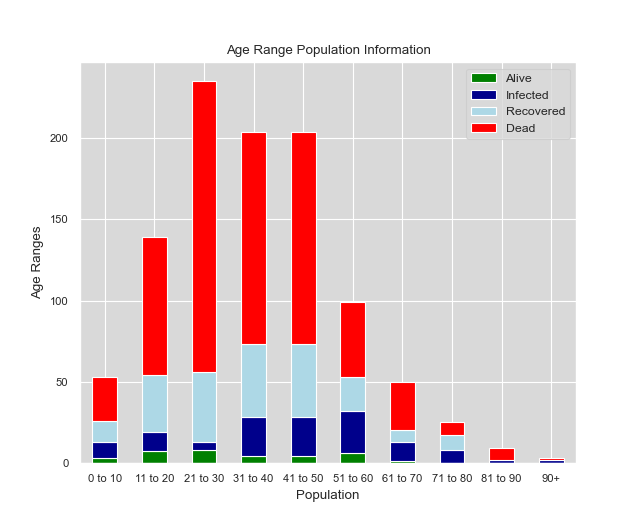 Age Range Population Information
Alive
Infected
Recovered
Dead
Age Ranges
200
150
100
50
0
0 to 10 11 to 20 21 to 30 31 to 40 41 to 50 51 to 60 61 to 70 71 to 80 81 to 90 90+
Population